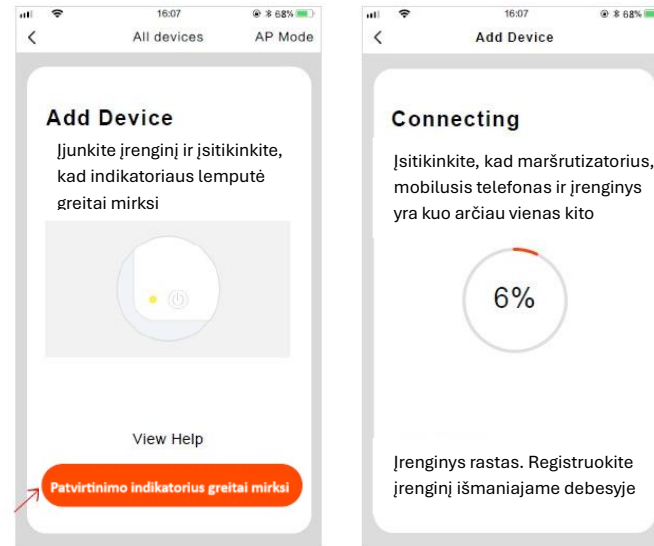 16:07
68%
All devices
AP Mode
Add Device
Įjunkite įrenginį ir įsitikinkite,
kad indikatoriaus lemputė
greitai mirksi
View Help
Patvirtinimo indikatorius greitai mirksi
16:07
68%
Add Device
Connecting
Įsitikinkite, kad maršrutizatorius,
mobilusis telefonas ir įrenginys
yra kuo arčiau vienas kito
6%
Įrenginys rastas. Registruokite
įrenginį išmaniajame debesyje